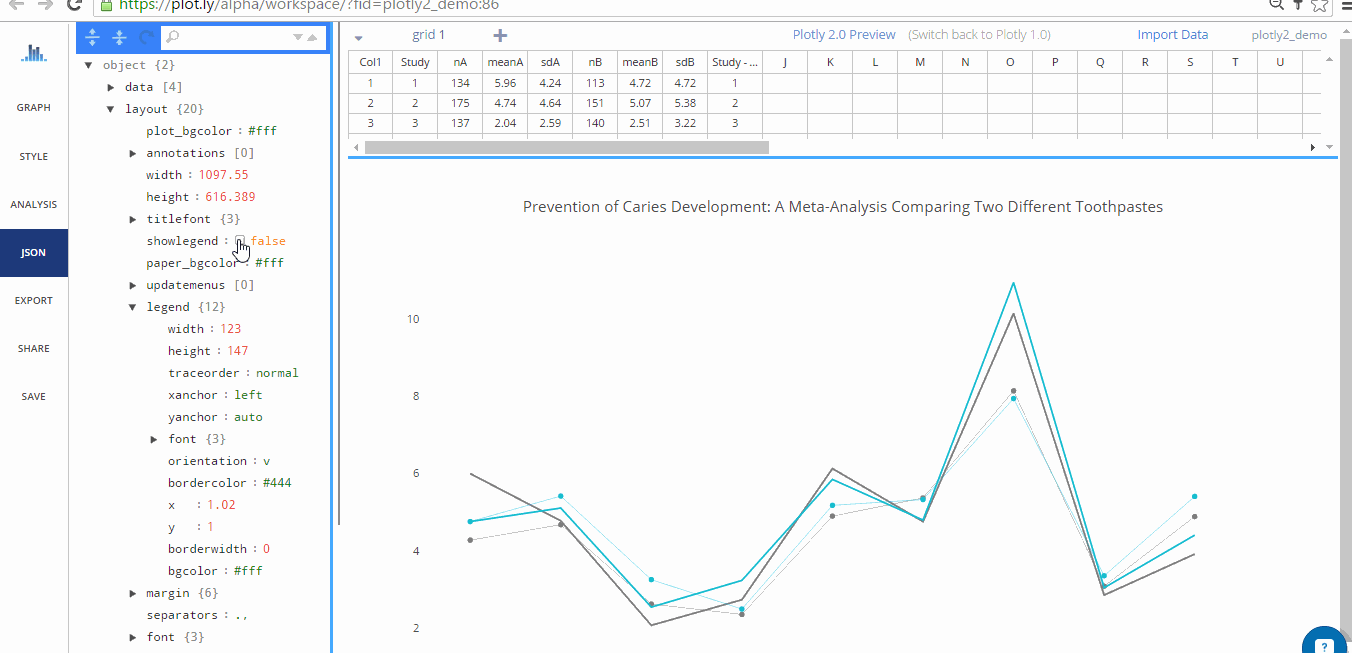 https://plot.ly/alpha/workspace/?fid=plotly2_demo:86
grid 1
Plotly 2.0 Preview (Switch back to Plotly 1.0)
Import Data
plotly2_demo
GRAPH
STYLE
ANALYSIS
JSON
EXPORT
SHARE
SAVE
object {2}
data [4]
layout {20}
plot_bgcolor : #fff
annotations [0]
width : 1097.55
height : 616.389
titlefont {3}
showlegend : false
paper_bgcolor : #fff
updatemenus [0]
legend {12}
width : 123
height : 147
traceorder : normal
xanchor : left
yanchor : auto
font {3}
orientation : v
bordercolor : #444
x : 1.02
y : 1
borderwidth : 0
bgcolor : #fff
margin {6}
separators : .,
font {3}
Col1 Study nA meanA sdA nB meanB sdB Study - ... J K L M N O P Q R S T U
1 1 134 5.96 4.24 113 4.72 4.72 1
2 2 175 4.74 4.64 151 5.07 5.38 2
3 3 137 2.04 2.59 140 2.51 3.22 3
Prevention of Caries Development: A Meta-Analysis Comparing Two Different Toothpastes
10
8
6
4
2
?